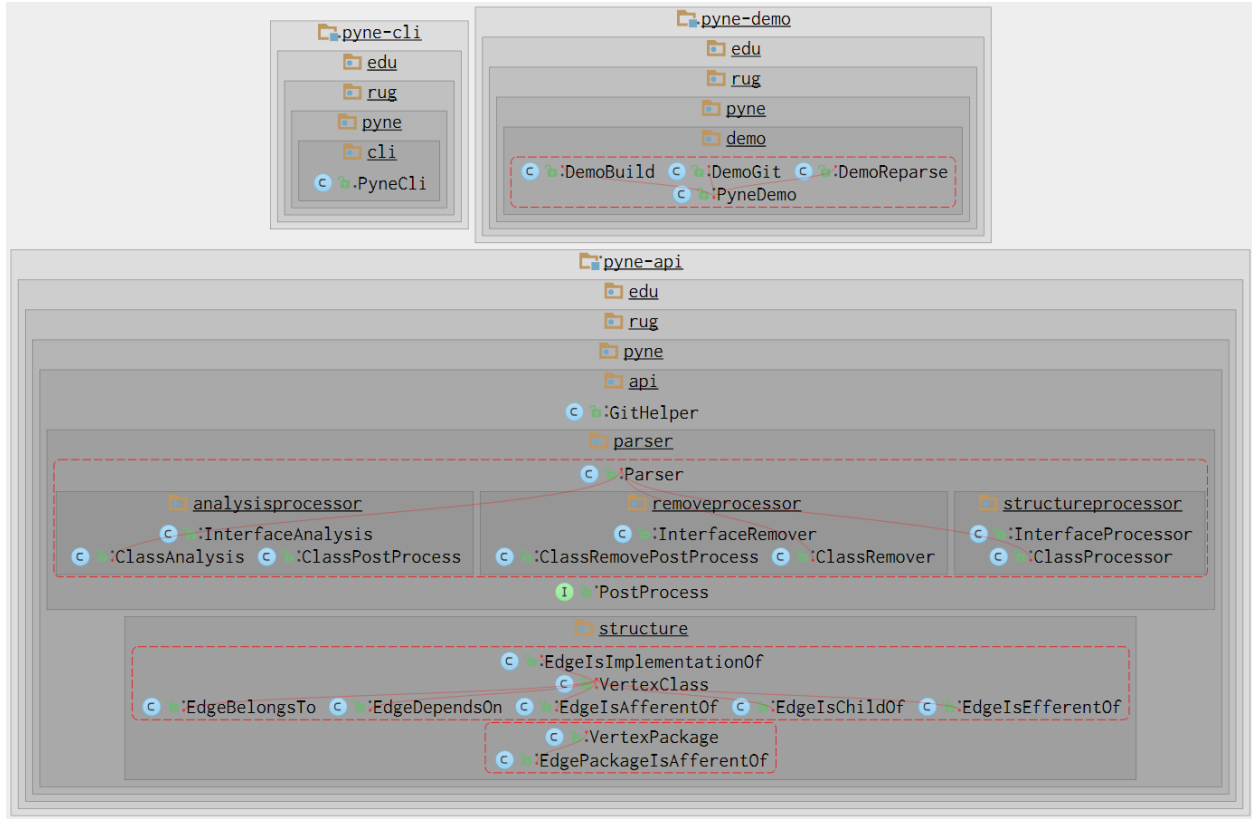 pyne-cli
edu
rug
pyne
cli
PyneCli
pyne-demo
edu
rug
pyne
demo
DemoBuild DemoGit DemoReparse
PyneDemo
pyne-api
edu
rug
pyne
api
GitHelper
parser
Parser
analysisprocessor
InterfaceAnalysis
ClassAnalysis ClassPostProcess
removeprocessor
InterfaceRemover
ClassRemovePostProcess ClassRemover
structureprocessor
InterfaceProcessor
ClassProcessor
PostProcess
structure
EdgeIsImplementationOf
VertexClass
EdgeBelongsTo EdgeDependsOn EdgeIsAfferentOf EdgeIsChildOf EdgeIsEfferentOf
VertexPackage
EdgePackageIsAfferentOf